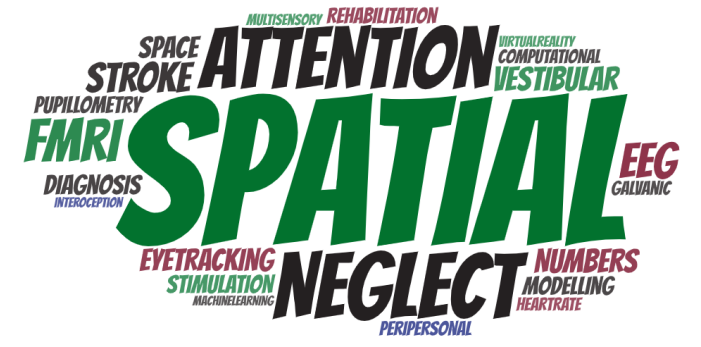 MULTISENSORY
REHABILITATION
SPACE
ATTENTION
VIRTUALREALITY
COMPUTATIONAL
STROKE
VESTIBULAR
PUPILLOMETRY
FMRI
SPATIAL
EEG
DIAGNOSIS
GALVANIC
INTEROCEPTION
EYETRACKING
NEGLECT
NUMBERS
STIMULATION
MODELLING
MACHINELEARNING
HEARTRATE
PERIPERSONAL